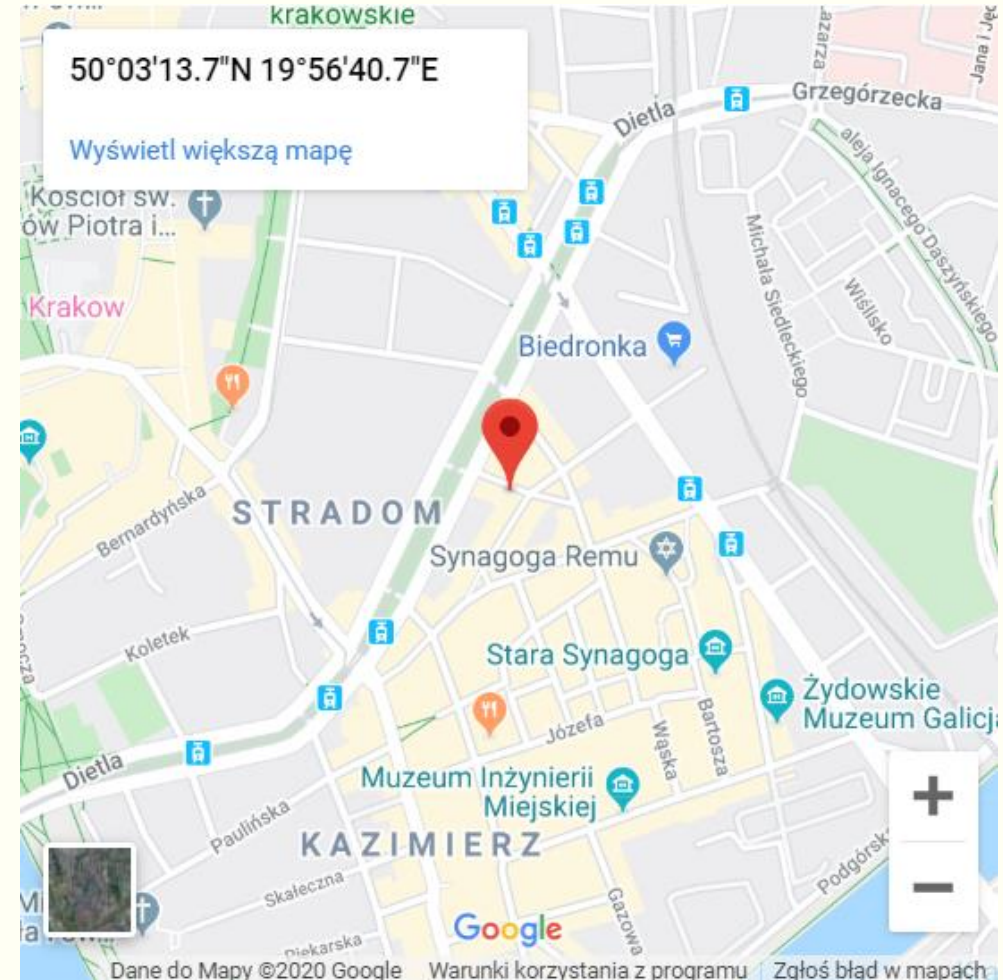 krakowskie
50°03'13.7"N 19°56'40.7"E
Wyświetl większą mapę
Dietla
Grzegórzecka
Jana i Jęd
aleja Ignacego Daszyńskiego
Kościół św.
ów Piotra i...
Michała Siedleckiego
Wiślisko
Krakow
Biedronka
Bernardyńska
STRADOM
Synagoga Remu
Koletek
Stara Synagoga
Żydowskie
Muzeum Galicja
Józefa
Wąska
Bartosza
Dietla
Muzeum Inżynierii
Miejskiej
Paulińska
KAZIMIERZ
Podgórska
Skałeczna
Gazowa
Google
Piekarska
Dane do Mapy ©2020 Google
Warunki korzystania z programu
Zgłoś błąd w mapach